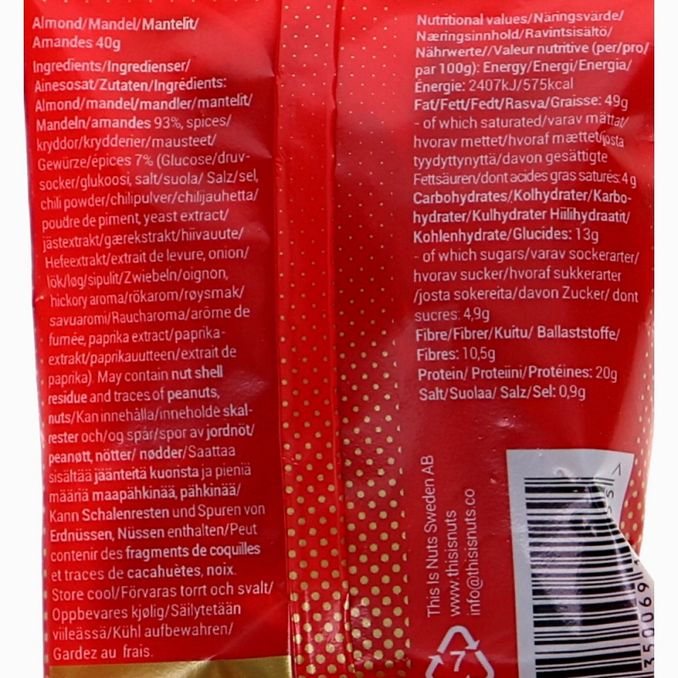 Almond/Mandel/Mantelit/
Amandes 40g
Ingredients/Ingredienser/
Ainesosat/Zutaten/Ingrédients:
Almond/mandel/mandler/mantelit/
Mandeln/amandes 93%, spices/
kryddor/krydderier/mausteet/
Gewürze/épices 7% (Glucose/druv-
socker/glukoosi, salt/suola/ Salz/sel,
chili powder/chilipulver/chilijauhetta/
poudre de piment, yeast extract/
jästextrakt/gærekstrakt/hiivauute/
Hefeextrakt/extrait de levure, onion/
lök/løg/sipulit/Zwiebeln/oignon,
hickory aroma/rökarom/røysmak/
savuaromi/Raucharoma/arôme de
fumée, paprika extract/paprika-
extrakt/paprikauutteen/extrait de
paprika). May contain nut shell
residue and traces of peanuts,
nuts/Kan innehålla/inneholde skal-
rester och/og spår/spor av jordnöt/
peanøtt, nötter/ nødder/Saattaa
sisältää jäänteitä kuorista ja pieniä
määriä maapähkinää, pähkinää/
Kann Schalenresten und Spuren von
Erdnüssen, Nüssen enthalten/Peut
contenir des fragments de coquilles
et traces de cacahuètes, noix.
Store cool/Förvaras torrt och svalt/
Oppbevares kjølig/Säilytetään
viileässä/Kühl aufbewahren/
Gardez au frais.
Nutritional values/Näringsvärde/
Næringsinnhold/Ravintsisältö/
Nährwerte//Valeur nutritive (per/pro/
par 100g): Energy/Energi/Energia/
Énergie: 2407kJ/575kcal
Fat/Fett/Fedt/Rasva/Graisse: 49g
- of which saturated/varav mättat/
hvorav mettet/hvoraf mættet/josta
tyydyttynyttä/davon gesättigte
Fettsäuren/dont acides gras saturés: 4g
Carbohydrates/Kolhydrater/Karbo-
hydrater/Kulhydrater Hiilihydraatit/
Kohlenhydrate/Glucides: 13g
- of which sugars/varav sockerarter/
hvorav sucker/hvoraf sukkerarter
/josta sokereita/davon Zucker/ dont
sucres: 4,9g
Fibre/Fibrer/Kuitu/ Ballaststoffe/
Fibres: 10,5g
Protein/ Proteiini/Protéines: 20g
Salt/Suolaa/ Salz/Sel: 0,9g
This Is Nuts Sweden AB
www.thisisnuts
info@thisisnuts co
7
350069